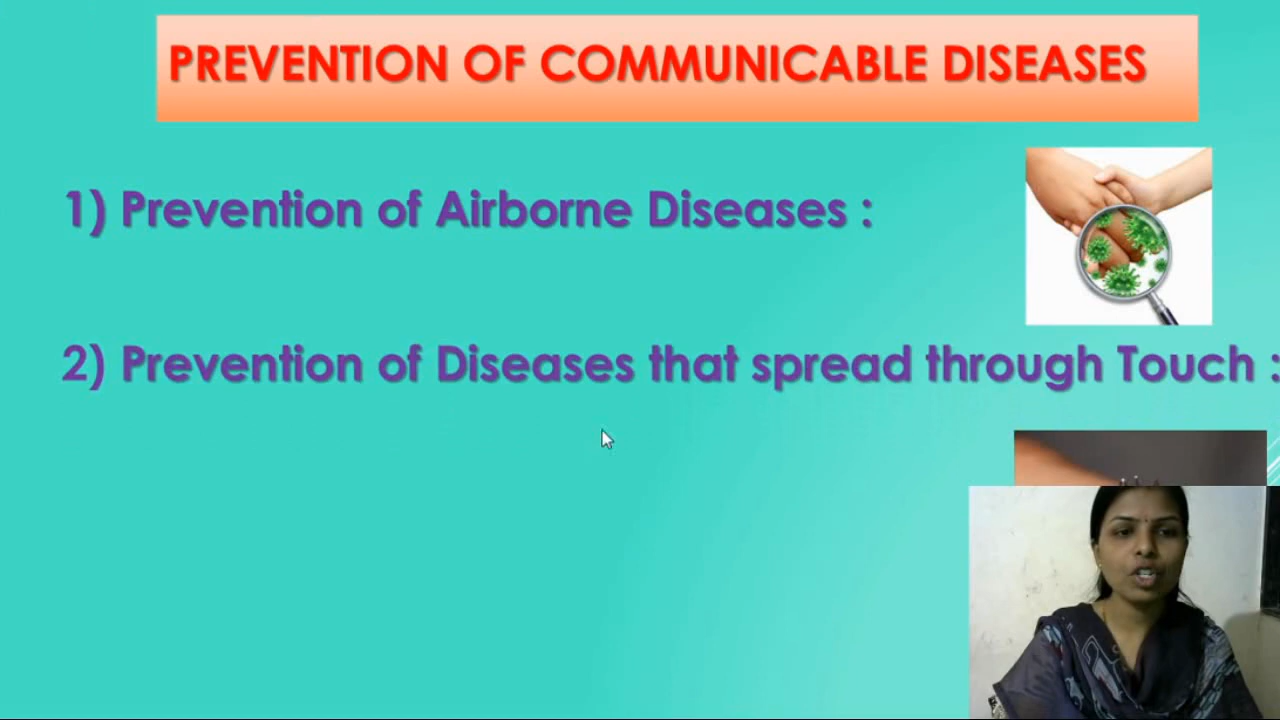 PREVENTION OF COMMUNICABLE DISEASES
1) Prevention of Airborne Diseases :
2) Prevention of Diseases that spread through Touch :